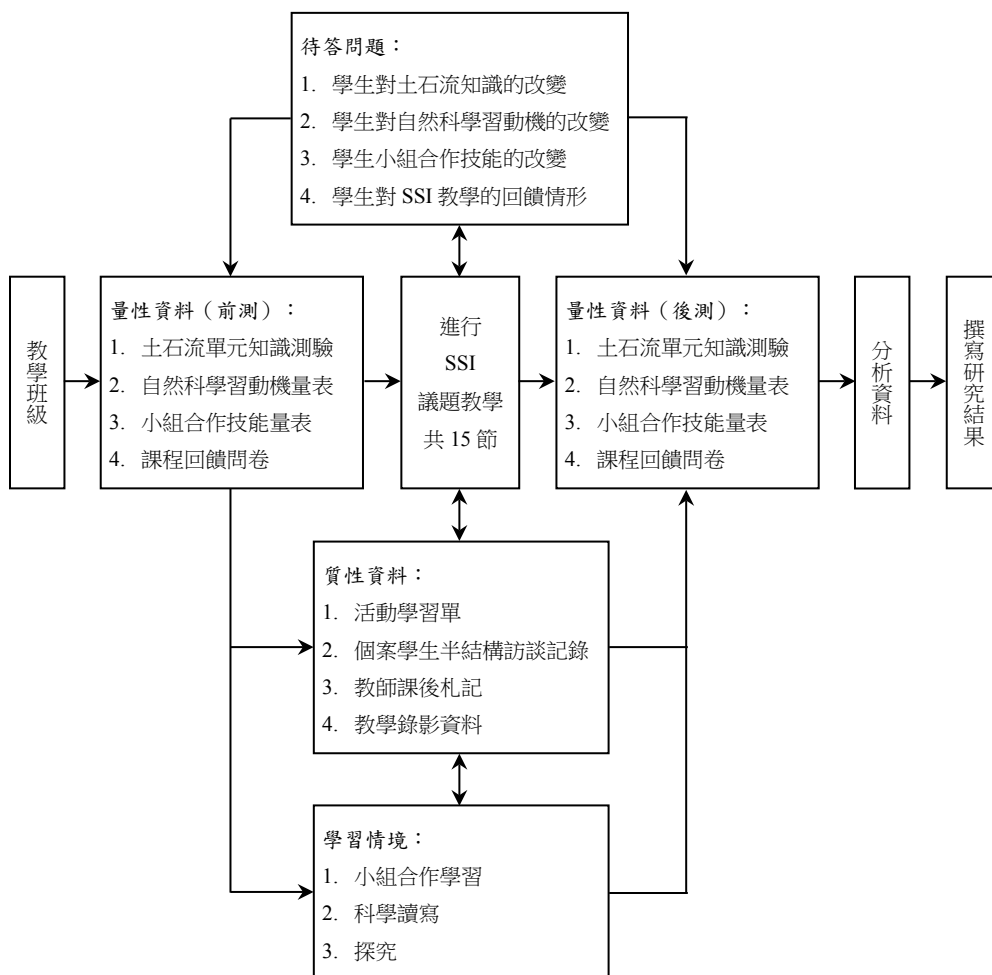 待答問題：
1. 學生對土石流知識的改變
2. 學生對自然科學習動機的改變
3. 學生小組合作技能的改變
4. 學生對 SSI 教學的回饋情形
教學班級
量性資料（前測）：
1. 土石流單元知識測驗
2. 自然科學習動機量表
3. 小組合作技能量表
4. 課程回饋問卷
進行
SSI
議題教學
共 15 節
量性資料（後測）：
1. 土石流單元知識測驗
2. 自然科學習動機量表
3. 小組合作技能量表
4. 課程回饋問卷
分析資料
撰寫研究結果
質性資料：
1. 活動學習單
2. 個案學生半結構訪談記錄
3. 教師課後札記
4. 教學錄影資料
學習情境：
1. 小組合作學習
2. 科學讀寫
3. 探究